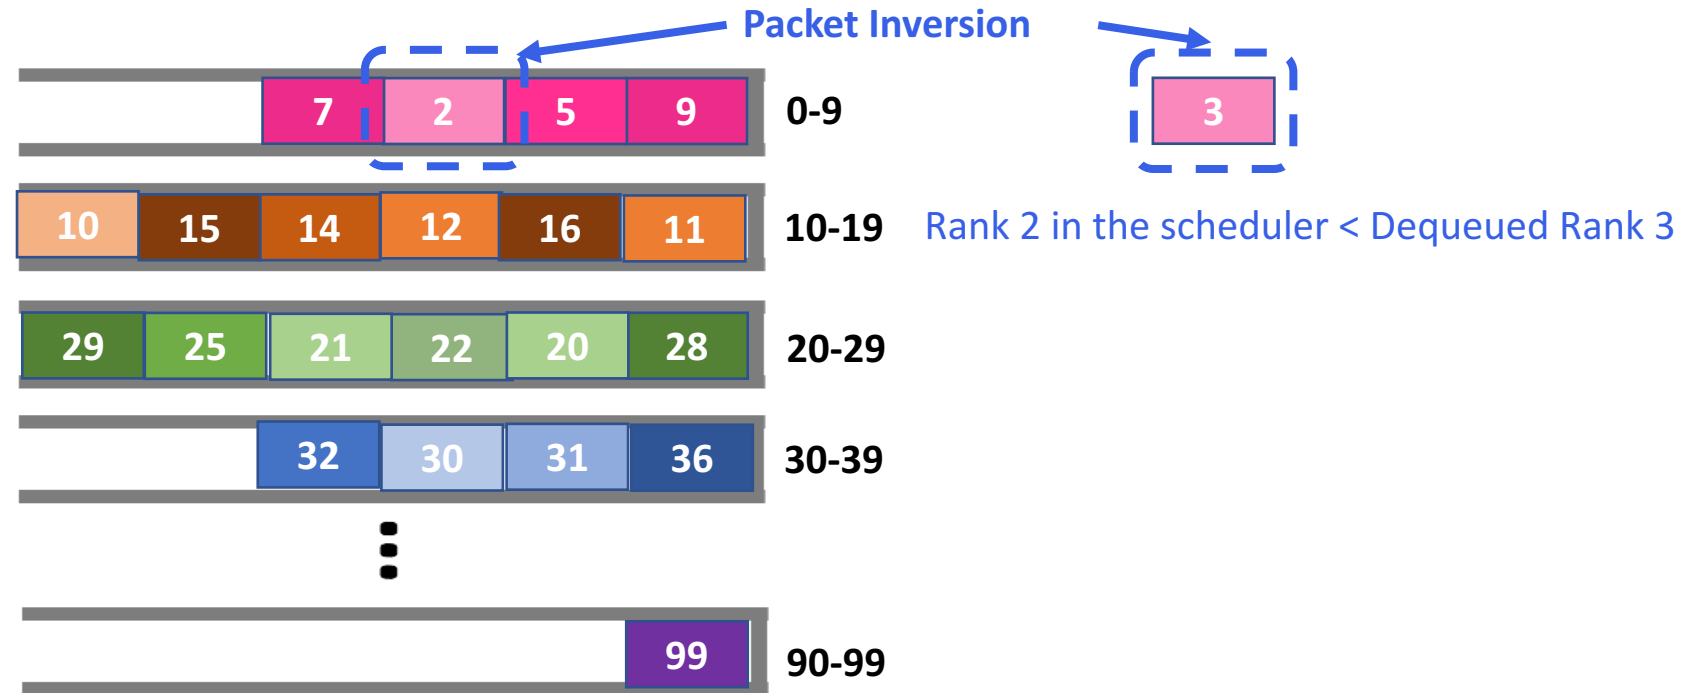 Packet Inversion
7 2 5 9 0-9 3
10 15 14 12 16 11 10-19 Rank 2 in the scheduler < Dequeued Rank 3
29 25 21 22 20 28 20-29
32 30 31 36 30-39
99 90-99